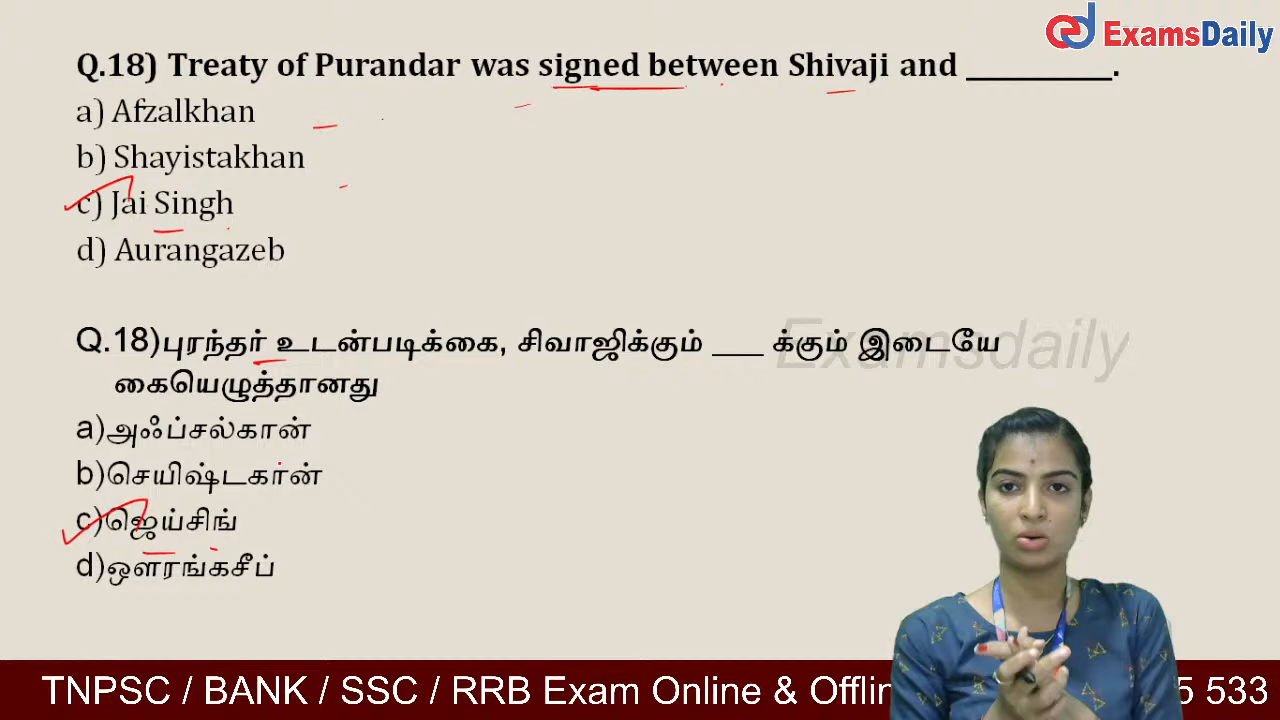 ExamsDaily
Q.18) Treaty of Purandar was signed between Shivaji and __________.
a) Afzalkhan
b) Shayistakhan
c) Jai Singh
d) Aurangazeb
Q.18)புரந்தர் உடன்படிக்கை, சிவாஜிக்கும் ___ க்கும் இடையே
கையெழுத்தானது
Examsdaily
a)அஃப்சல்கான்
b)செயிஷ்டகான்
c)ஜெய்சிங்
d)ஔரங்கசீப்
TNPSC / BANK / SSC / RRB Exam Online & Offlin 5 533